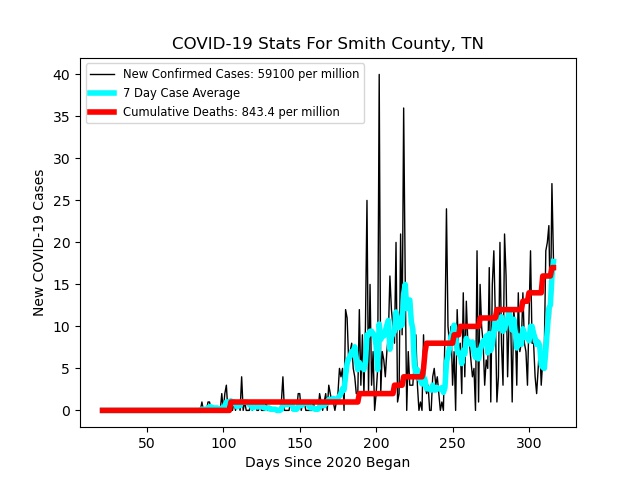 COVID-19 Stats For Smith County, TN
New Confirmed Cases: 59100 per million
7 Day Case Average
Cumulative Deaths: 843.4 per million
New COVID-19 Cases
40
35
30
25
20
15
10
5
0
50
100
150
200
250
300
Days Since 2020 Began